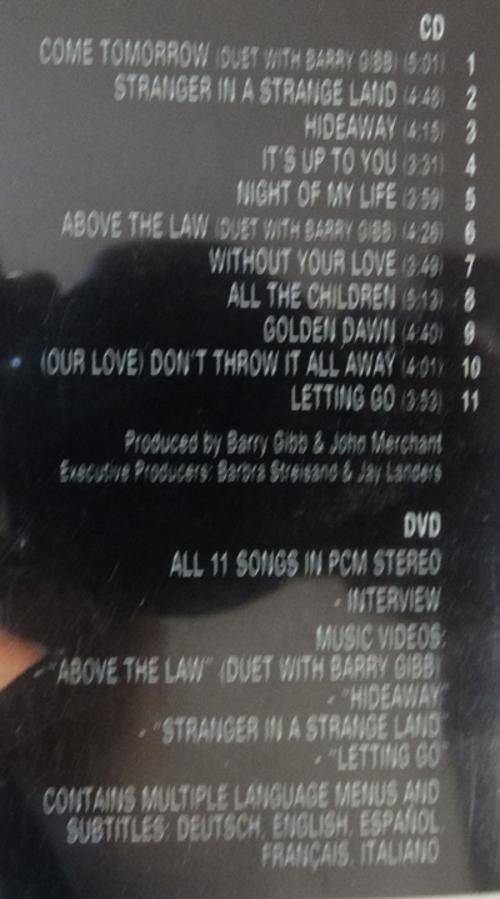 CD
COME TOMORROW (DUET WITH BARRY GIBB) (5:01) 1
STRANGER IN A STRANGE LAND (4:48) 2
HIDEAWAY (4:15) 3
IT'S UP TO YOU (3:31) 4
NIGHT OF MY LIFE (3:59) 5
ABOVE THE LAW (DUET WITH BARRY GIBB) (4:26) 6
WITHOUT YOUR LOVE (3:49) 7
ALL THE CHILDREN (5:13) 8
GOLDEN DAWN (4:40) 9
(OUR LOVE) DON'T THROW IT ALL AWAY (4:01) 10
LETTING GO (3:53) 11
Produced by Barry Gibb & John Merchant
Executive Producers: Barbra Streisand & Jay Landers
DVD
ALL 11 SONGS IN PCM STEREO
- INTERVIEW
MUSIC VIDEOS:
- "ABOVE THE LAW" (DUET WITH BARRY GIBB)
- "HIDEAWAY"
- "STRANGER IN A STRANGE LAND"
- "LETTING GO"
CONTAINS MULTIPLE LANGUAGE MENUS AND
SUBTITLES: DEUTSCH, ENGLISH, ESPAÑOL,
FRANÇAIS, ITALIANO